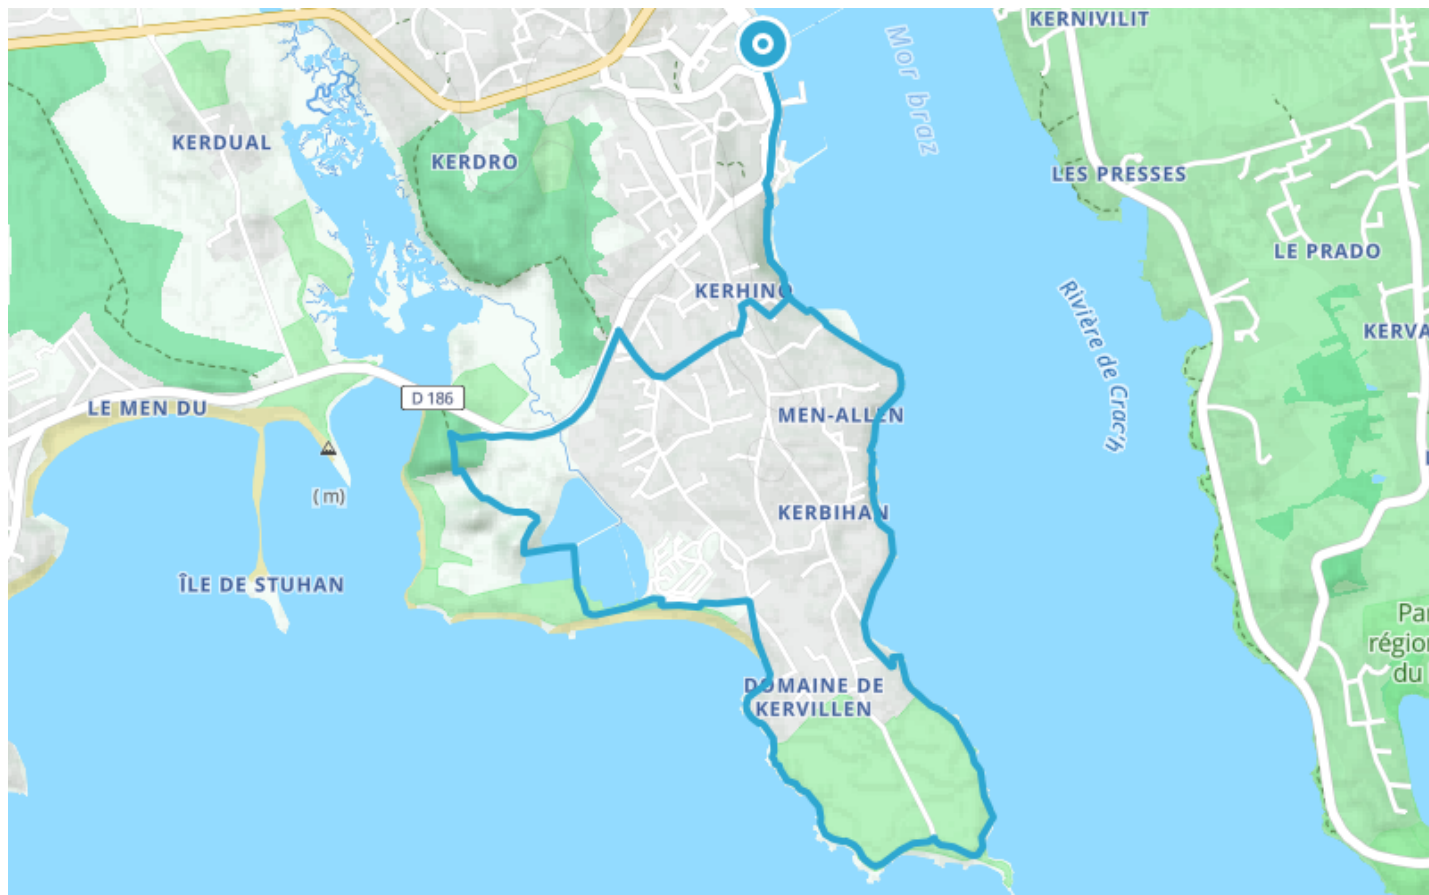 KERNIVILIT
Mor braz
KERDUAL
KERDRO
LES PRESSES
LE PRADO
KERHINO
Rivière de Crac'h
KERVA
D 186
LE MEN DU
MEN-ALLEN
( m)
KERBIHAN
ÎLE DE STUHAN
Pa
région
du
DOMAINE DE
KERVILLEN